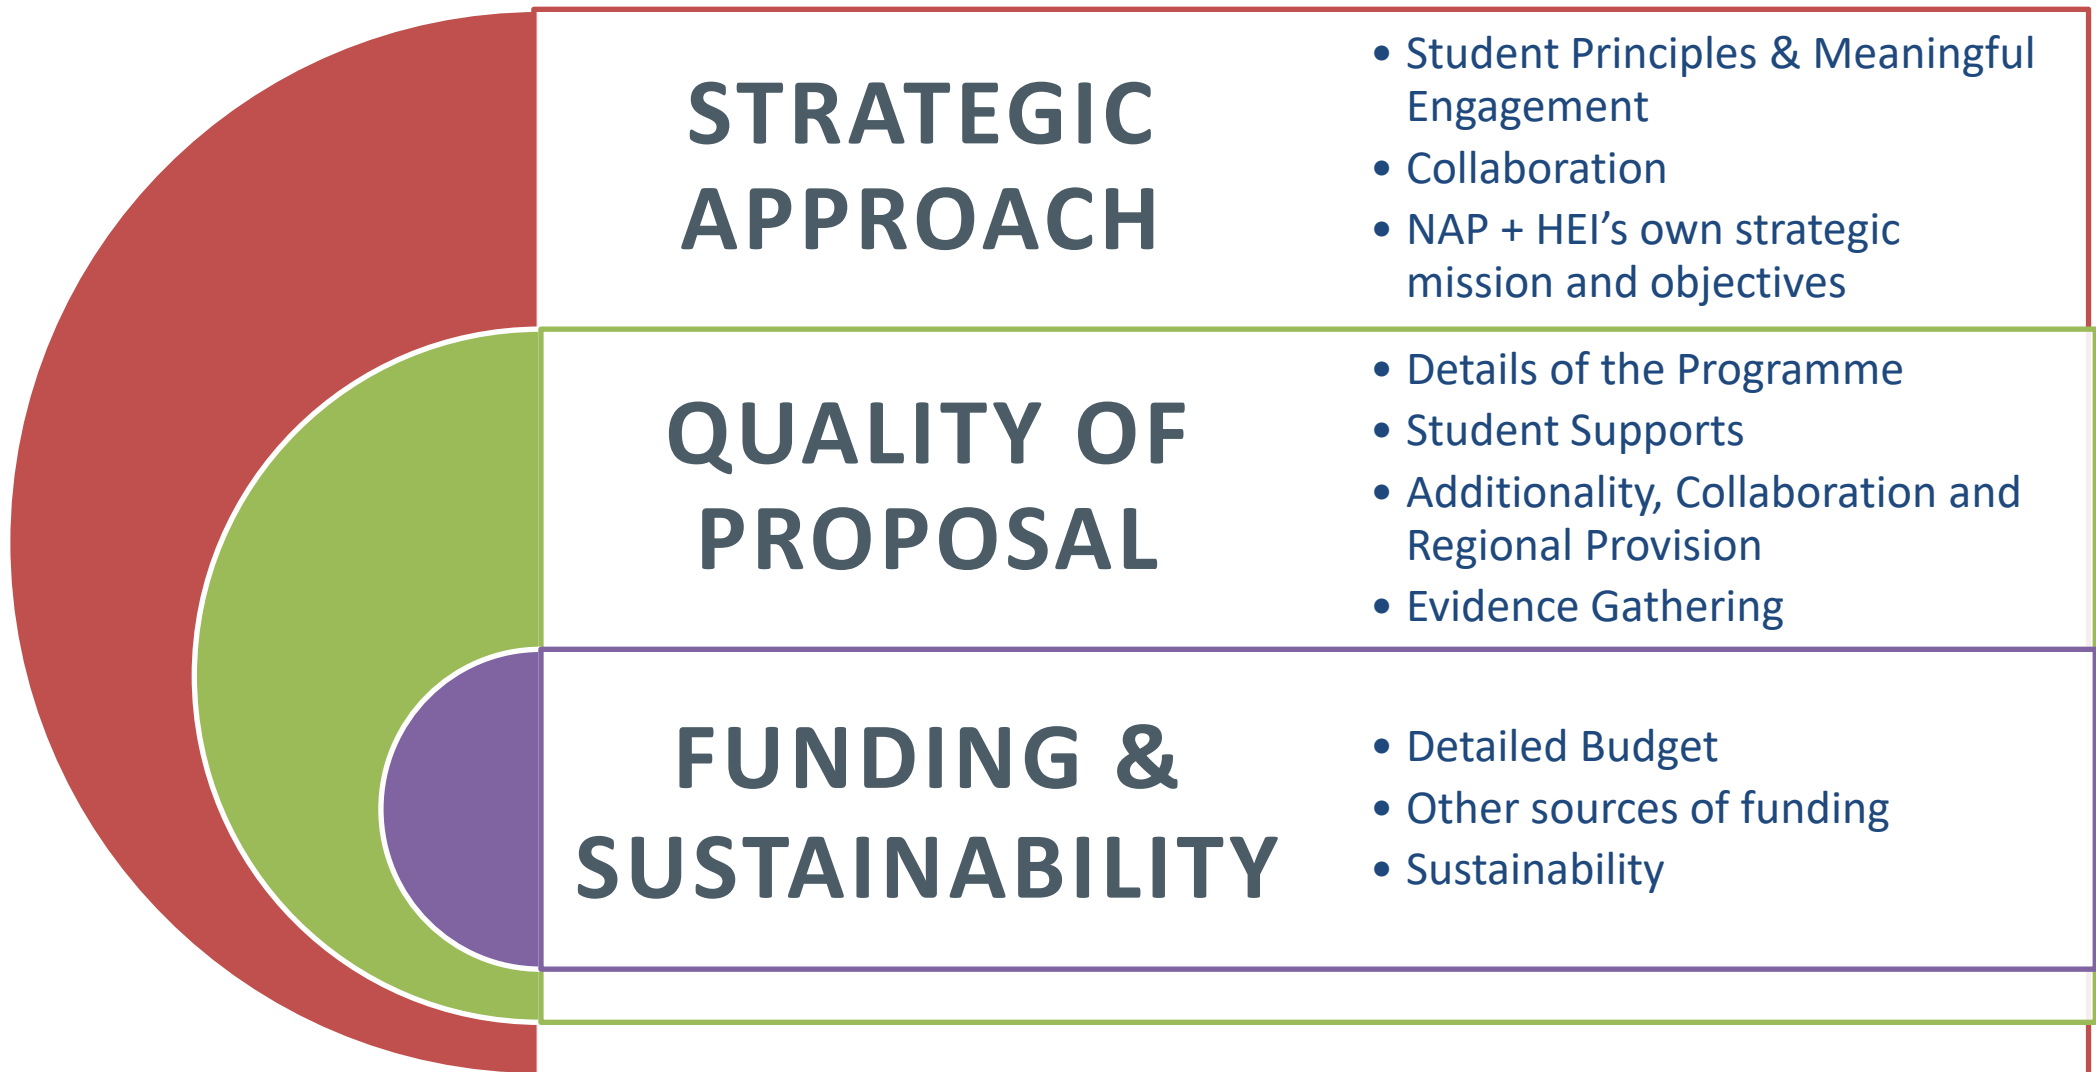 STRATEGIC
APPROACH
• Student Principles & Meaningful
Engagement
• Collaboration
• NAP + HEI’s own strategic
mission and objectives
QUALITY OF
PROPOSAL
• Details of the Programme
• Student Supports
• Additionality, Collaboration and
Regional Provision
• Evidence Gathering
FUNDING &
SUSTAINABILITY
• Detailed Budget
• Other sources of funding
• Sustainability